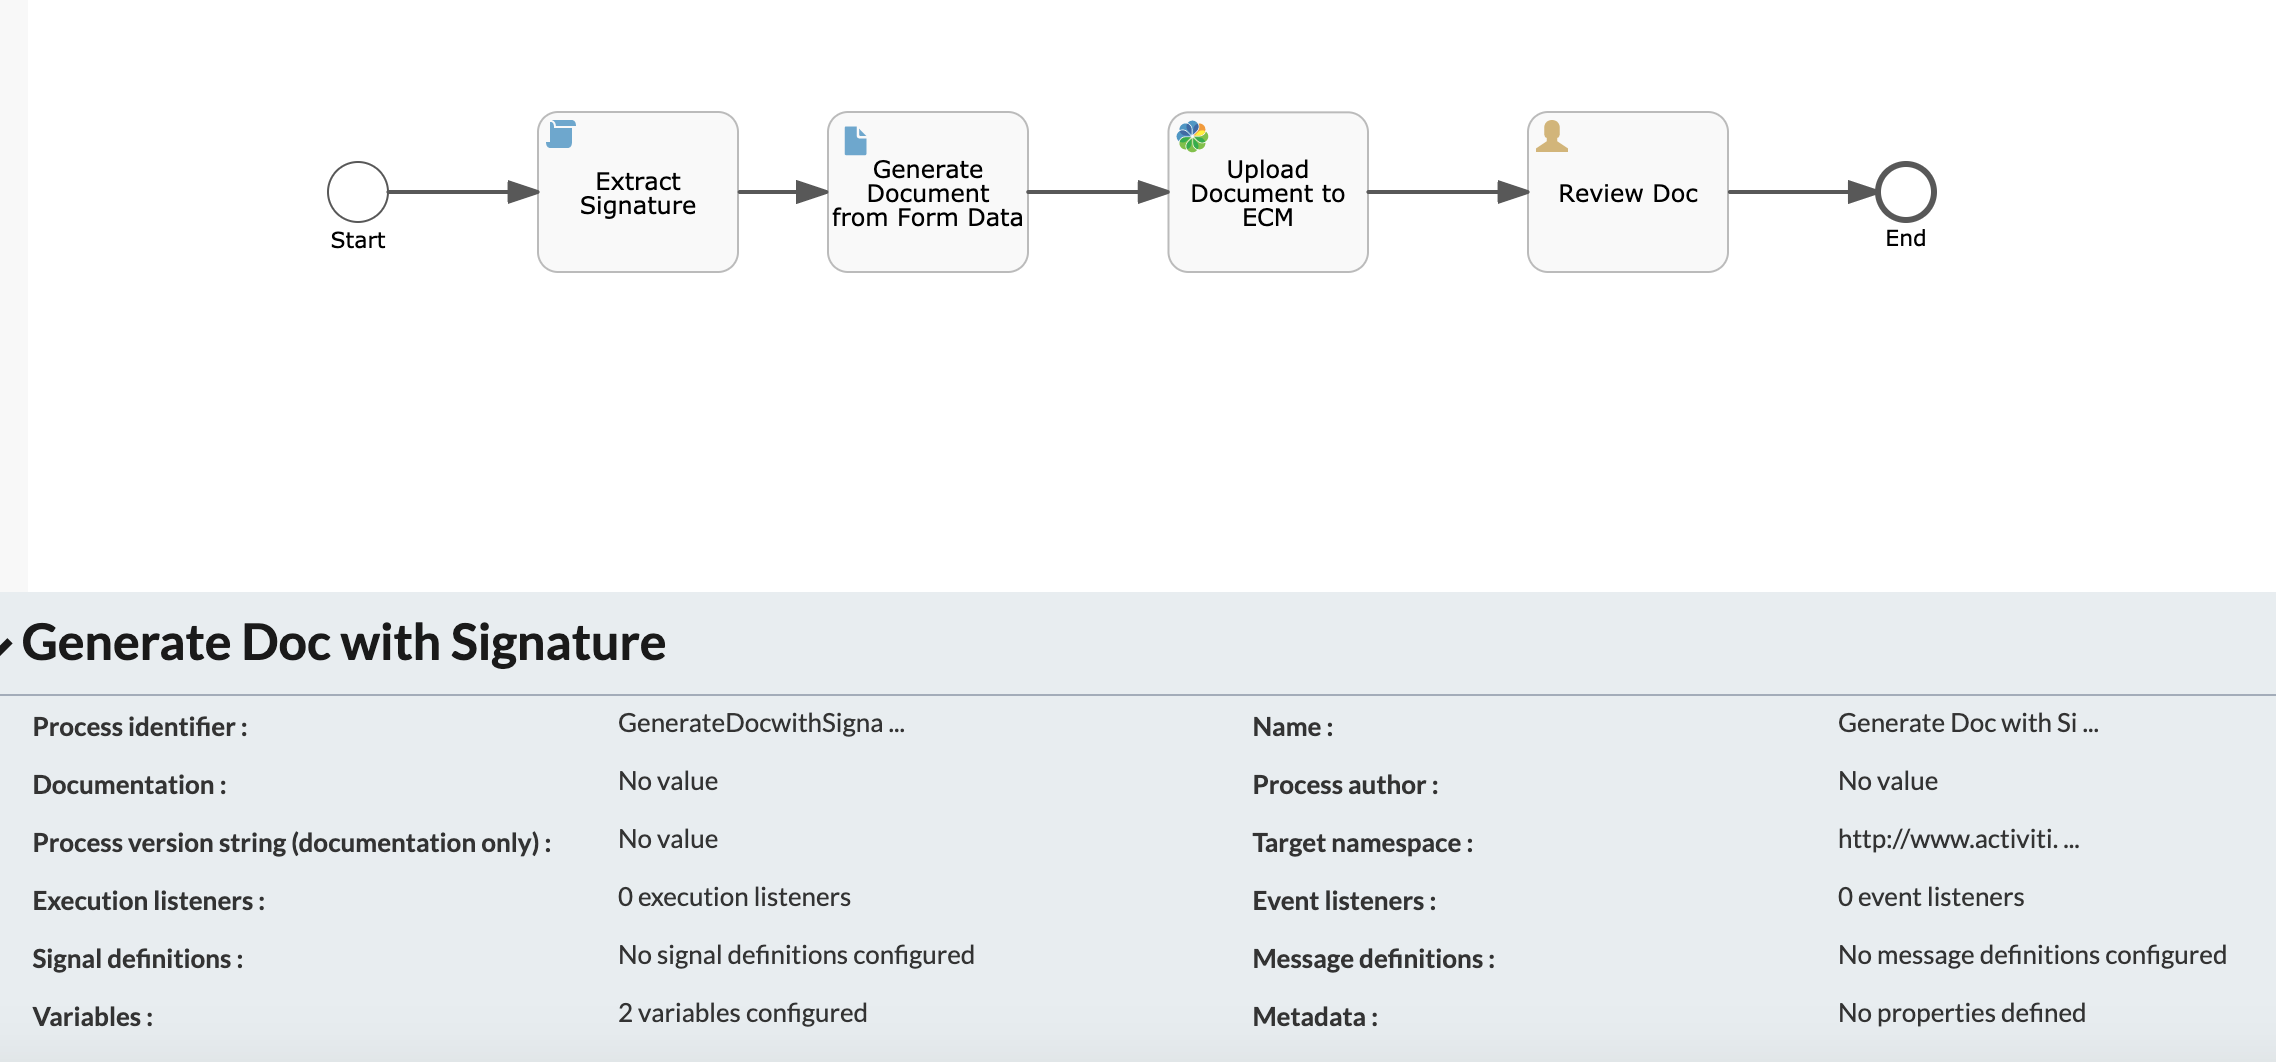 Start
Extract
Signature
Generate
Document
from Form Data
Upload
Document to
ECM
Review Doc
End
Generate Doc with Signature
Process identifier : GenerateDocwithSigna ... Name : Generate Doc with Si ...
Documentation : No value Process author : No value
Process version string (documentation only) : No value Target namespace : http://www.activiti. ...
Execution listeners : 0 execution listeners Event listeners : 0 event listeners
Signal definitions : No signal definitions configured Message definitions : No message definitions configured
Variables : 2 variables configured Metadata : No properties defined